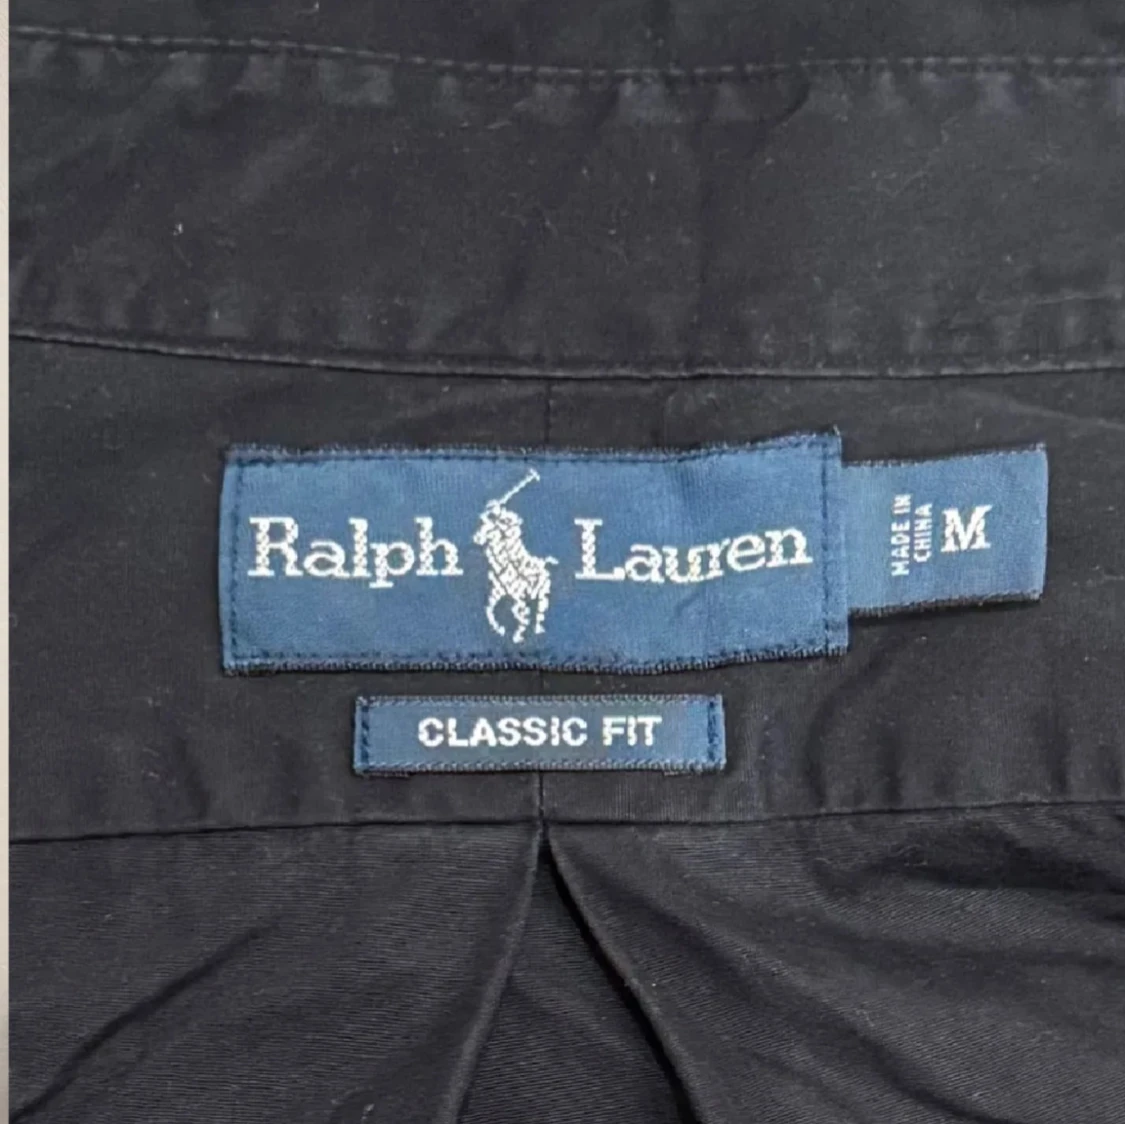 Ralph Lauren
MADE IN
CHINA
M
CLASSIC FIT